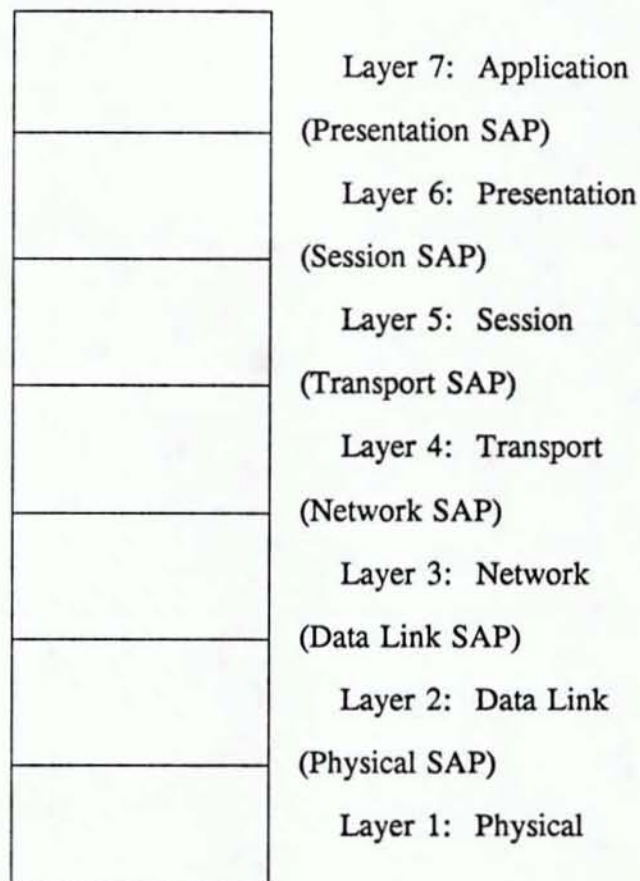 Layer 7: Application
(Presentation SAP)
Layer 6: Presentation
(Session SAP)
Layer 5: Session
(Transport SAP)
Layer 4: Transport
(Network SAP)
Layer 3: Network
(Data Link SAP)
Layer 2: Data Link
(Physical SAP)
Layer 1: Physical